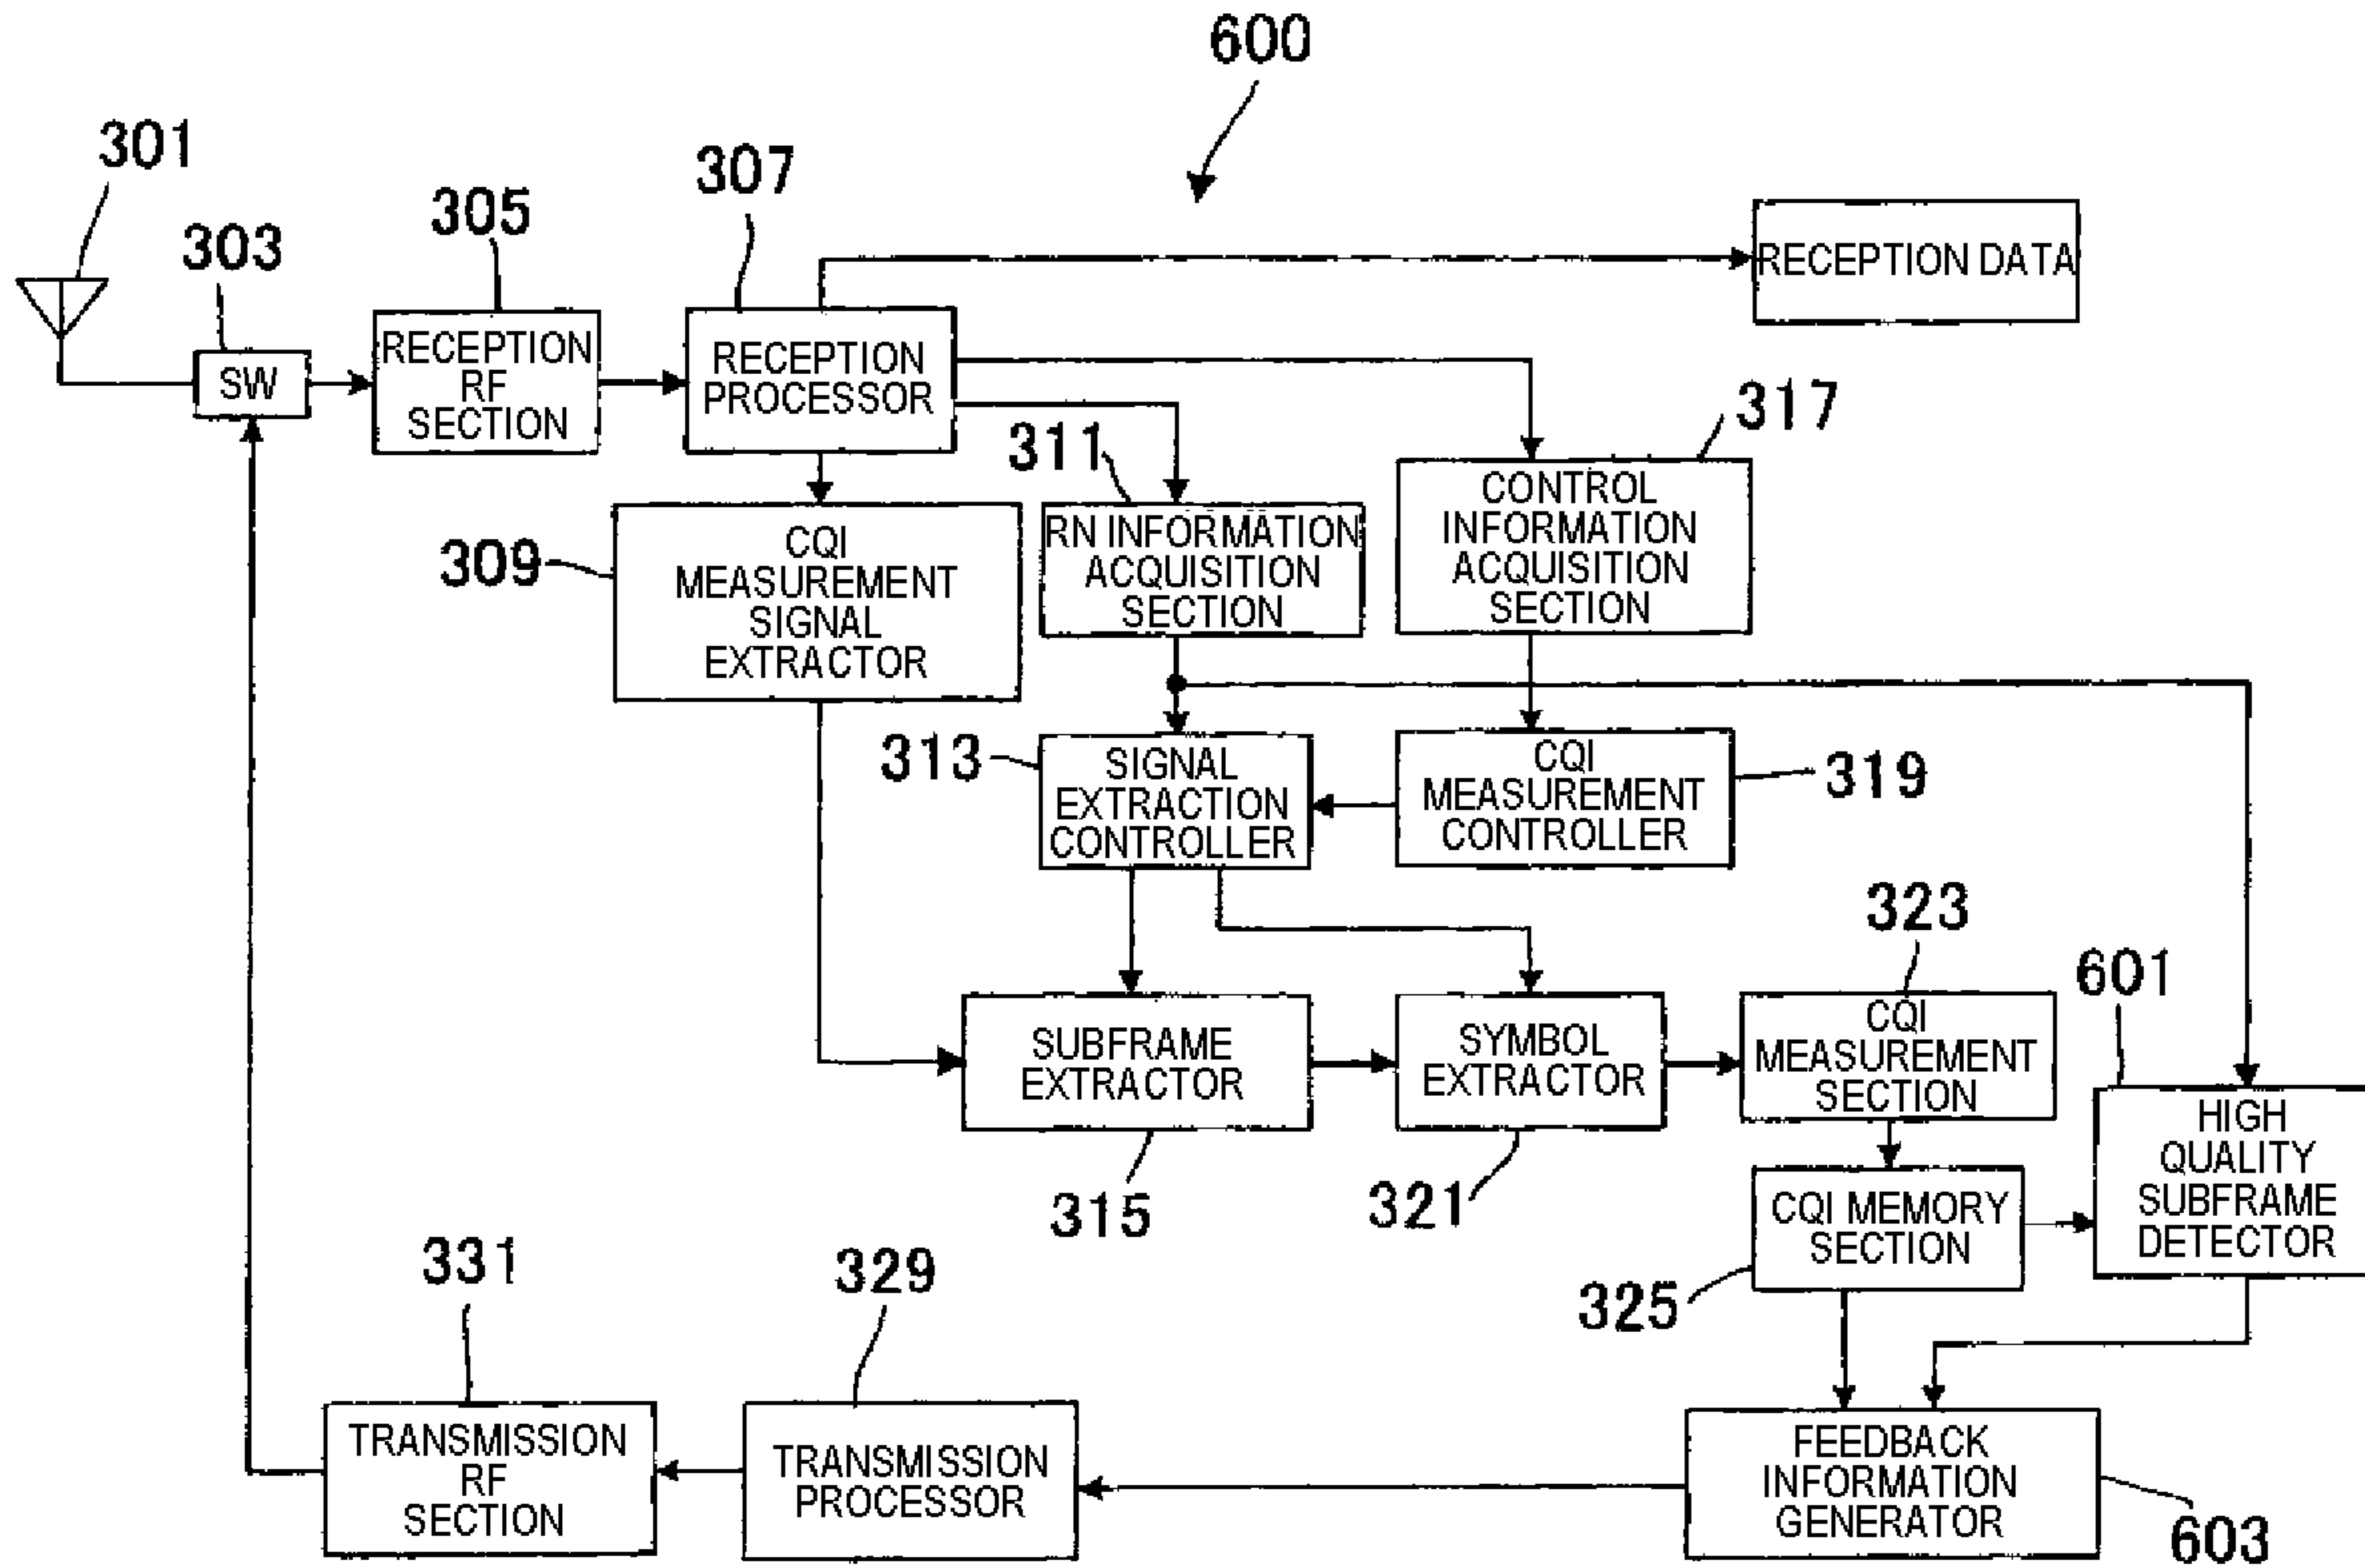 600
301
307
305
303
RECEPTION DATA
RECEPTION
RF
SECTION
RECEPTION
PROCESSOR
SW
317
311
CONTROL
INFORMATION
ACQUISITION
SECTION
RN INFORMATION
ACQUISITION
SECTION
309
CQI
MEASUREMENT
SIGNAL
EXTRACTOR
313
SIGNAL
EXTRACTION
CONTROLLER
CQI
MEASUREMENT
CONTROLLER
319
323
601
SUBFRAME
EXTRACTOR
SYMBOL
EXTRACTOR
CQI
MEASUREMENT
SECTION
HIGH
QUALITY
SUBFRAME
DETECTOR
315
321
CQI MEMORY
SECTION
325
331
329
TRANSMISSION
RF
SECTION
TRANSMISSION
PROCESSOR
FEEDBACK
INFORMATION
GENERATOR
603